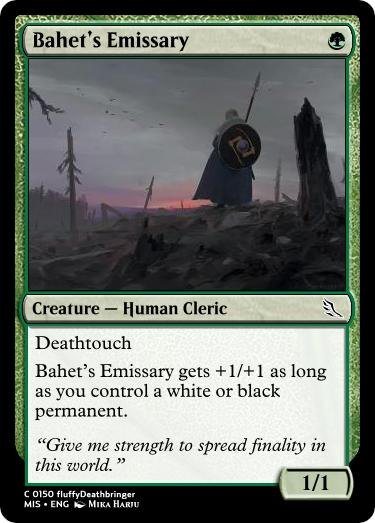 Bahet's Emissary
Creature — Human Cleric
Deathtouch
Bahet's Emissary gets +1/+1 as long
as you control a white or black
permanent.
“Give me strength to spread finality in
this world.”
1/1
C 0150 fluffyDeathbringer
MIS • ENG Mika Harju